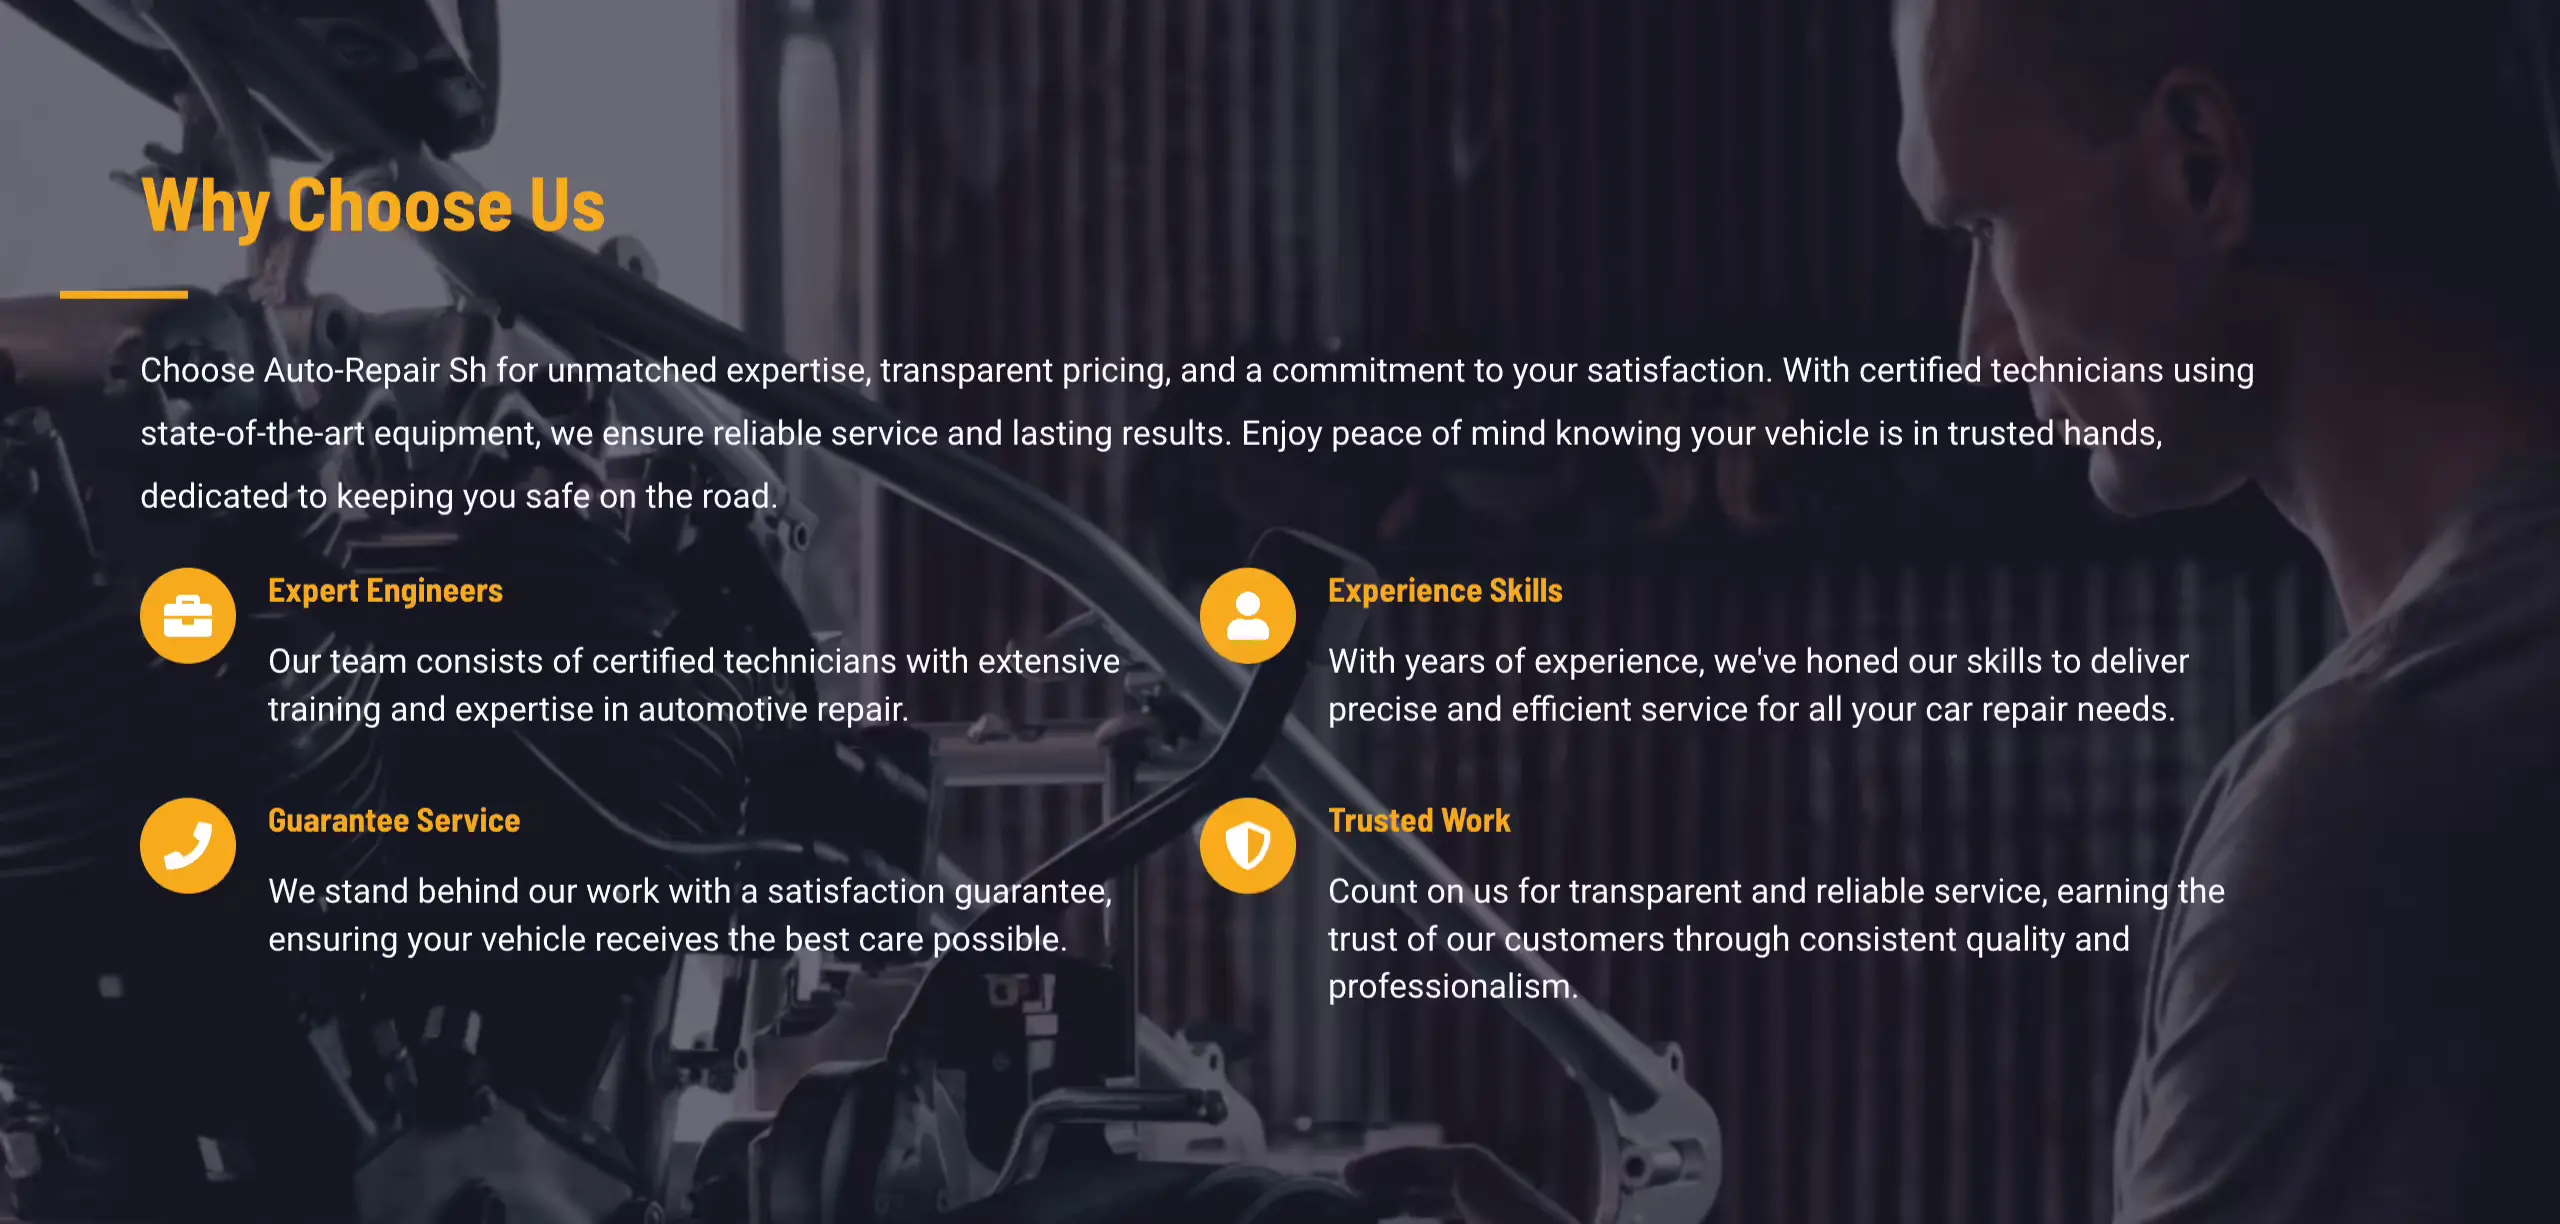 Why Choose Us
Choose Auto-Repair Sh for unmatched expertise, transparent pricing, and a commitment to your satisfaction. With certified technicians using
state-of-the-art equipment, we ensure reliable service and lasting results. Enjoy peace of mind knowing your vehicle is in trusted hands,
dedicated to keeping you safe on the road.
Expert Engineers
Our team consists of certified technicians with extensive
training and expertise in automotive repair.
Experience Skills
With years of experience, we've honed our skills to deliver
precise and efficient service for all your car repair needs.
Guarantee Service
We stand behind our work with a satisfaction guarantee,
ensuring your vehicle receives the best care possible.
Trusted Work
Count on us for transparent and reliable service, earning the
trust of our customers through consistent quality and
professionalism.